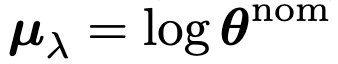 𝝁_λ = log 𝜽^nom